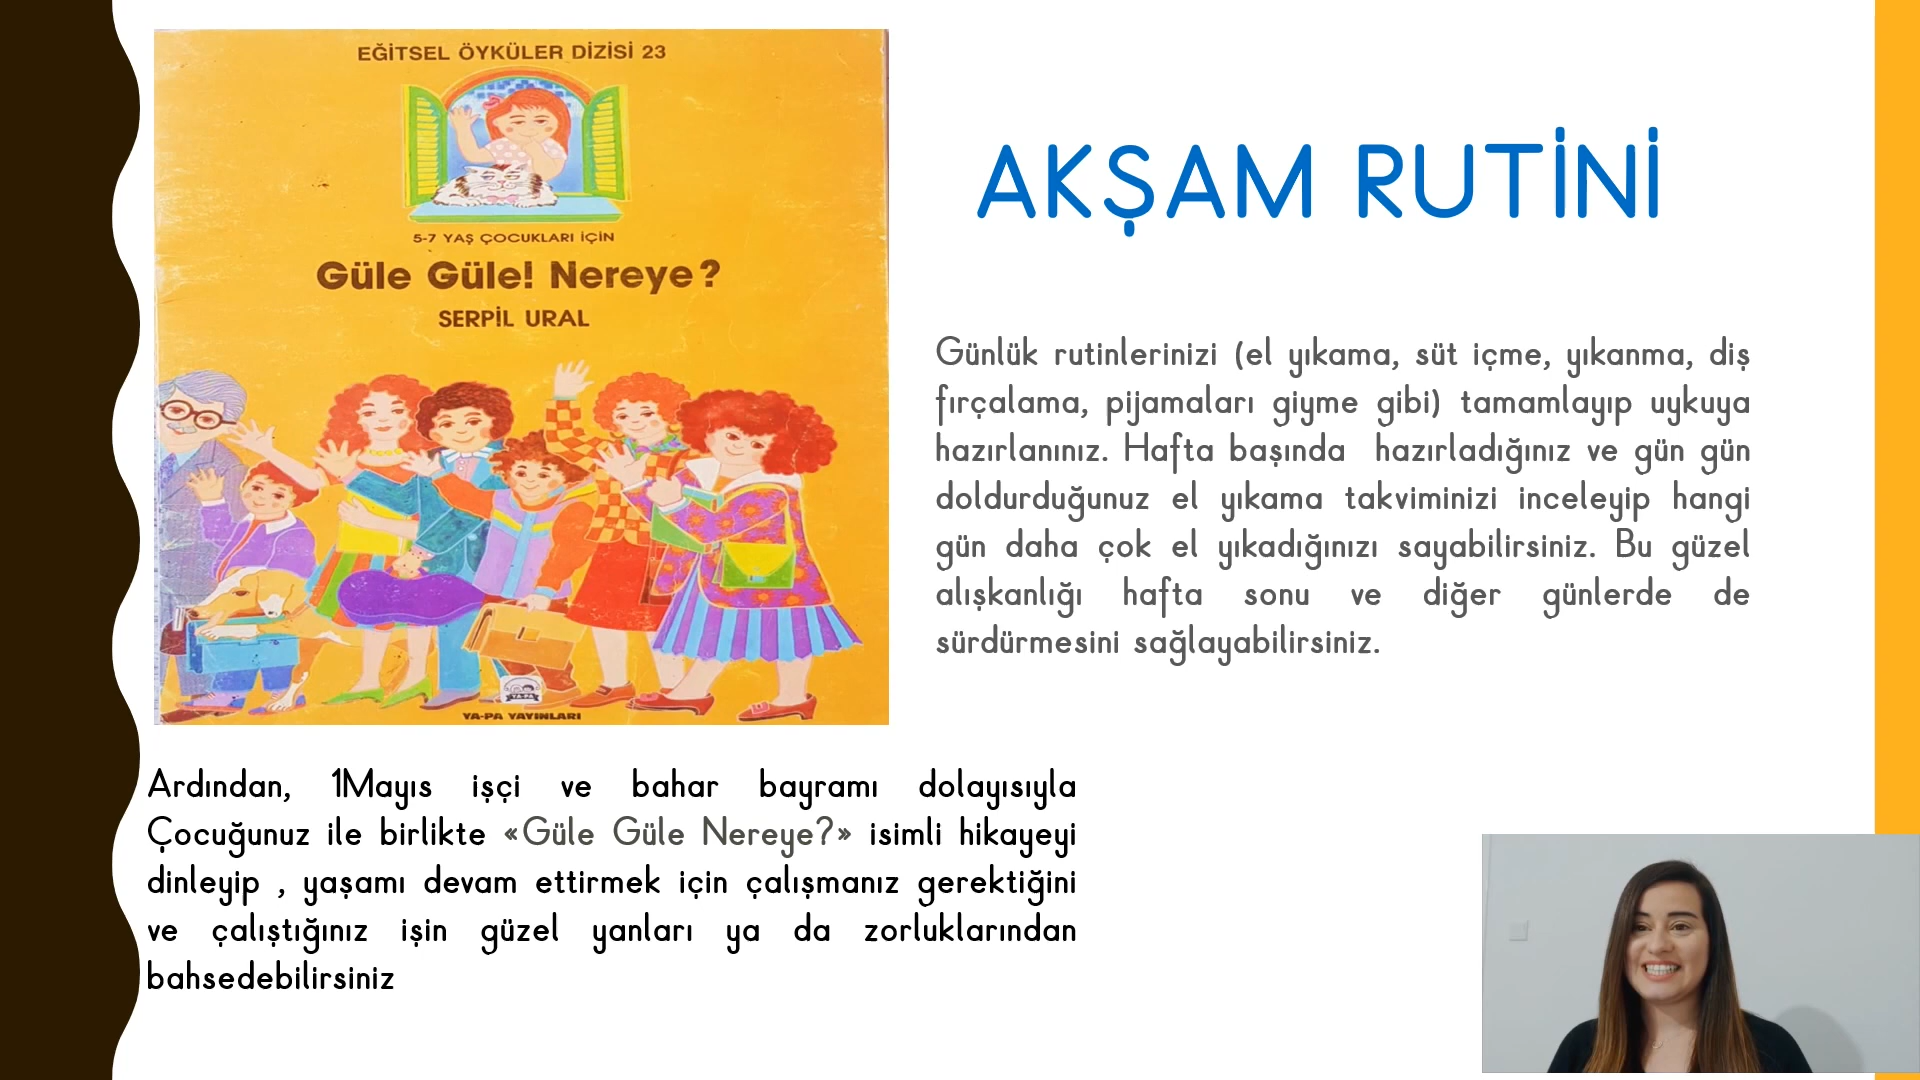 EĞİTSEL ÖYKÜLER DİZİSİ 23
5-7 YAŞ ÇOCUKLARI İÇİN
Güle Güle! Nereye?
SERPİL URAL
YA-PA
YA-PA YAYINLARI
AKŞAM RUTİNİ
Günlük rutinlerinizi (el yıkama, süt içme, yıkanma, diş
fırçalama, pijamaları giyme gibi) tamamlayıp uykuya
hazırlanınız. Hafta başında hazırladığınız ve gün gün
doldurduğunuz el yıkama takviminizi inceleyip hangi
gün daha çok el yıkadığınızı sayabilirsiniz. Bu güzel
alışkanlığı hafta sonu ve diğer günlerde de
sürdürmesini sağlayabilirsiniz.
Ardından, 1Mayıs işçi ve bahar bayramı dolayısıyla
Çocuğunuz ile birlikte «Güle Güle Nereye?» isimli hikayeyi
dinleyip , yaşamı devam ettirmek için çalışmanız gerektiğini
ve çalıştığınız işin güzel yanları ya da zorluklarından
bahsedebilirsiniz